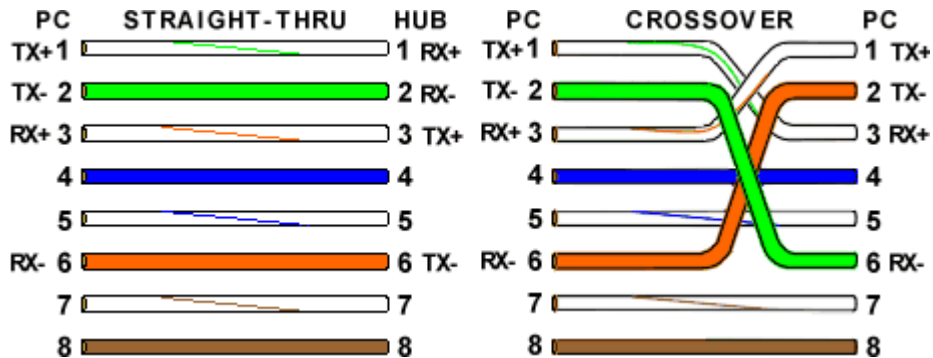 PC STRAIGHT-THRU HUB
TX+ 1 1 RX+
TX- 2 2 RX-
RX+ 3 3 TX+
4 4
5 5
RX- 6 6 TX-
7 7
8 8
PC CROSSOVER PC
TX+ 1 1 TX+
TX- 2 2 TX-
RX+ 3 3 RX+
4 4
5 5
RX- 6 6 RX-
7 7
8 8